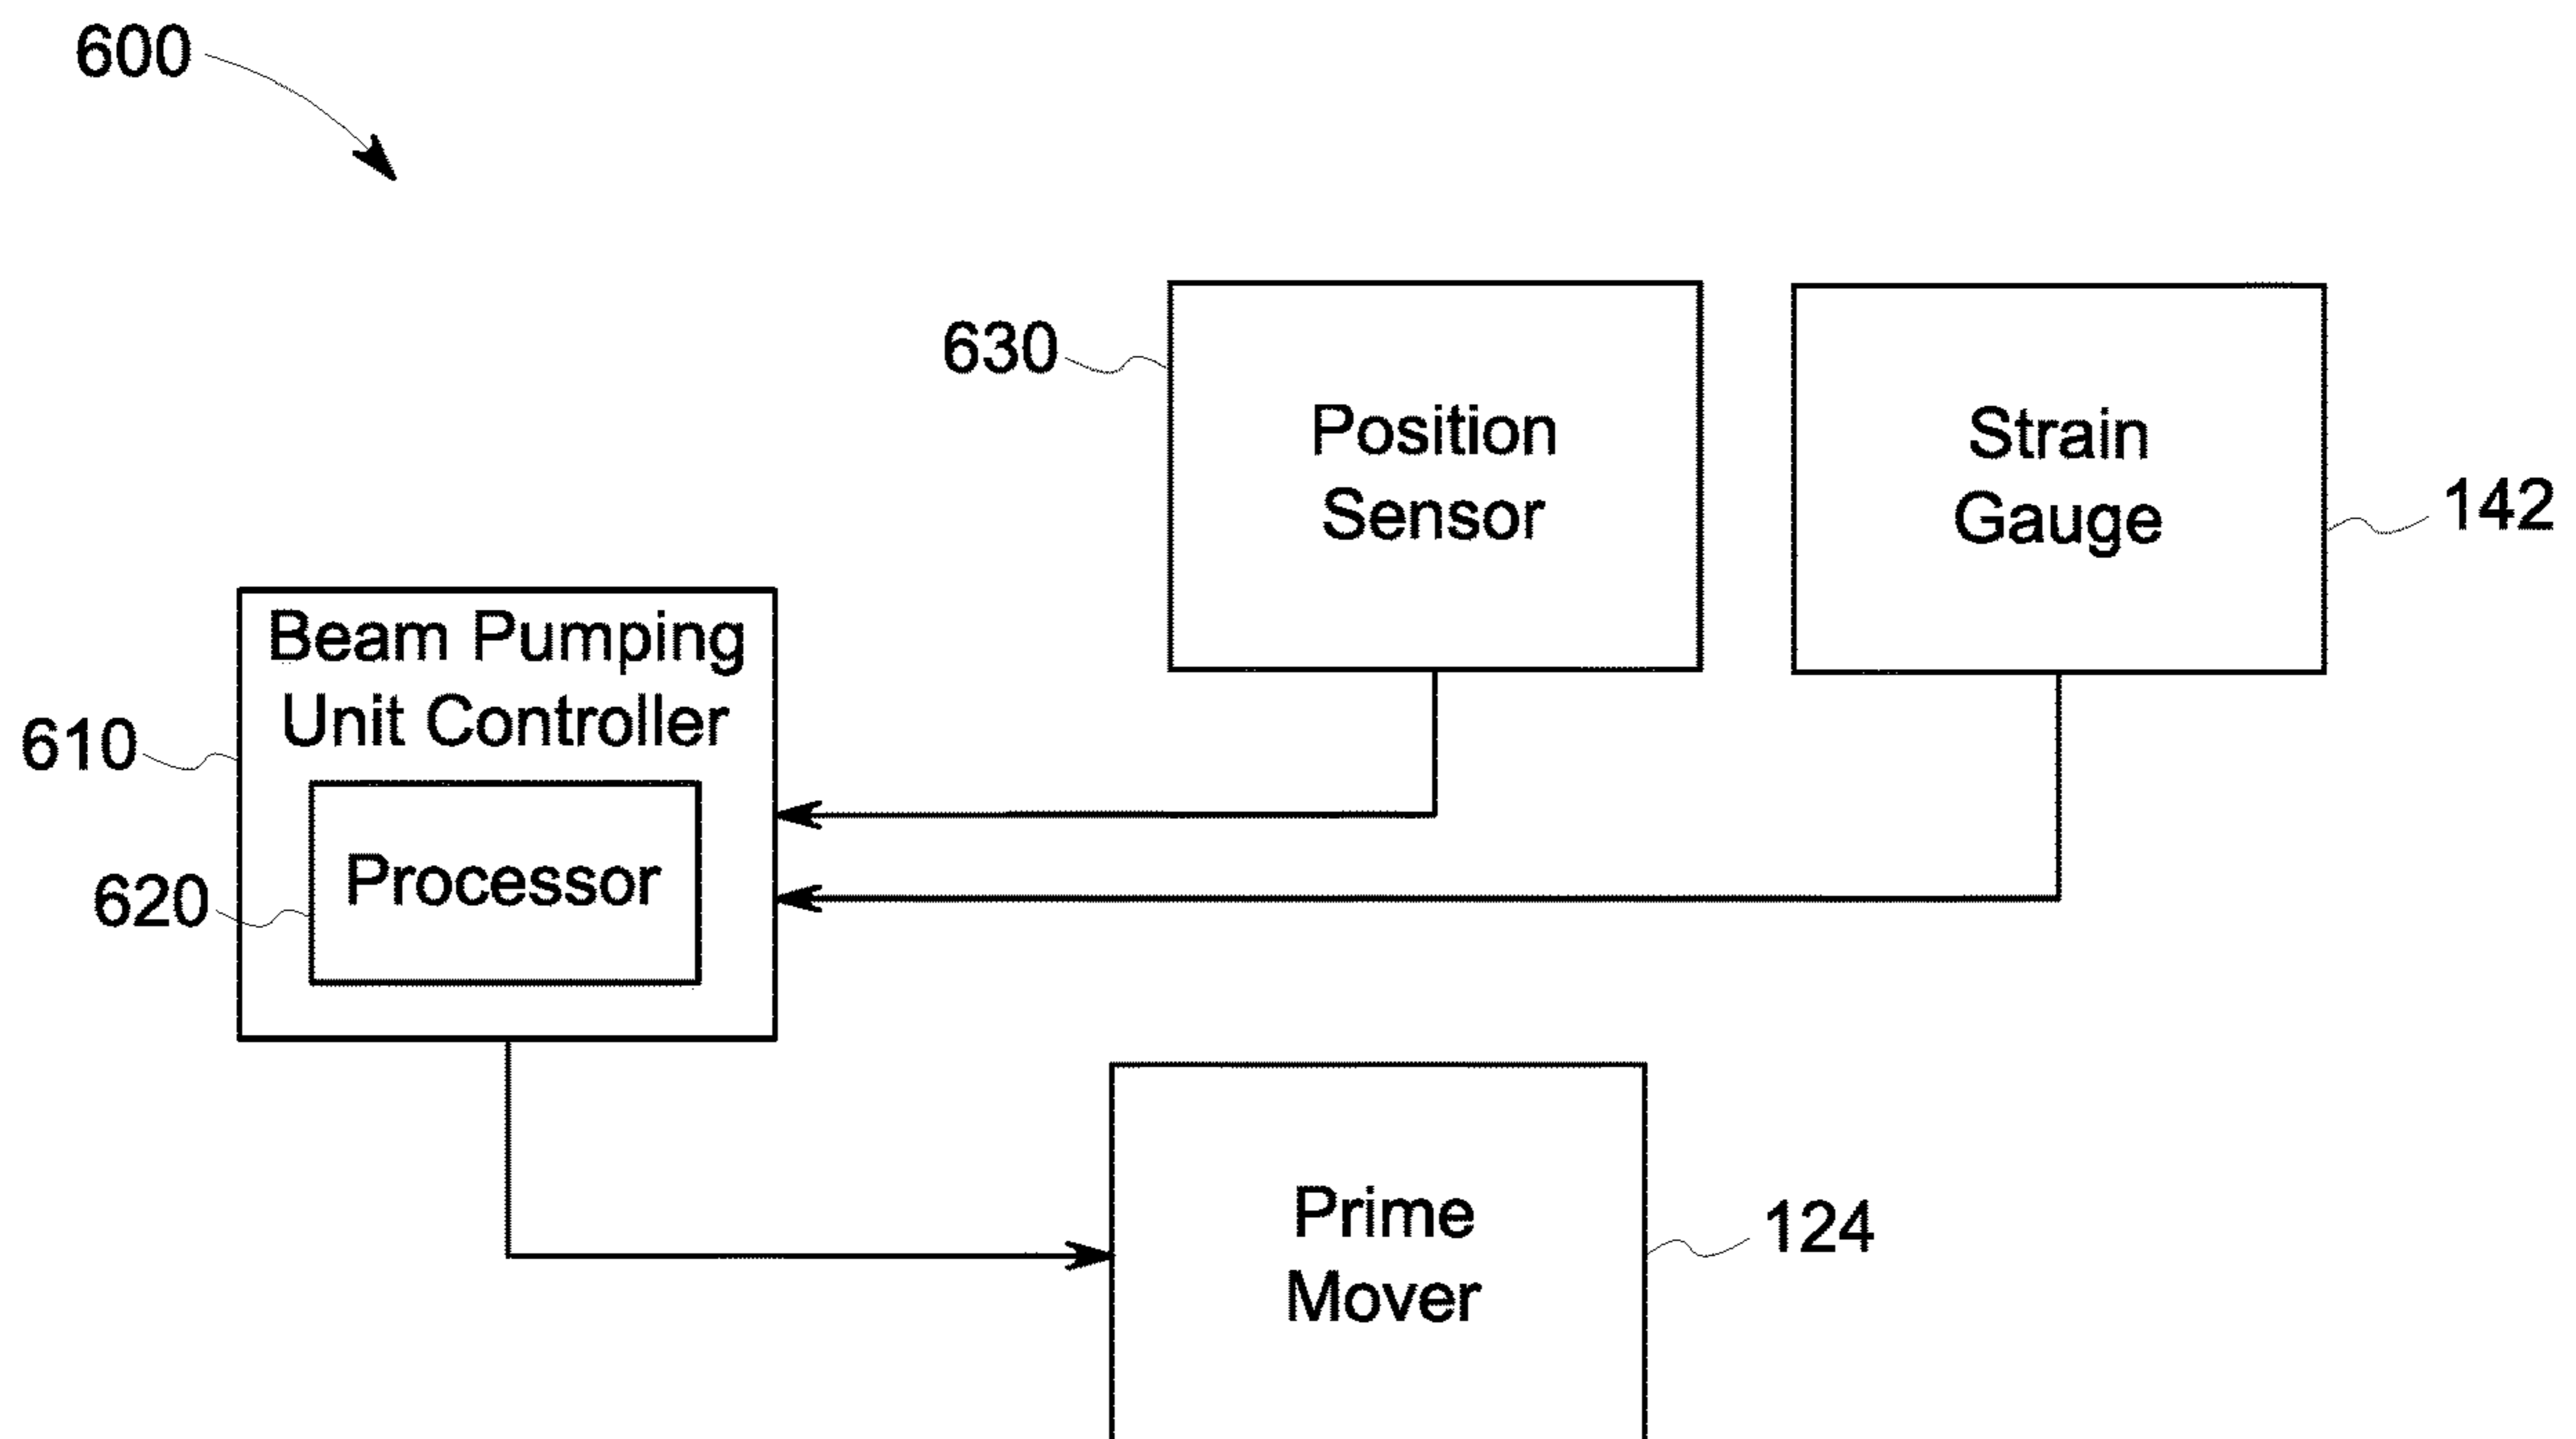 600
630
Position
Sensor
Strain
Gauge
142
Beam Pumping
Unit Controller
610
Processor
620
Prime
Mover
124